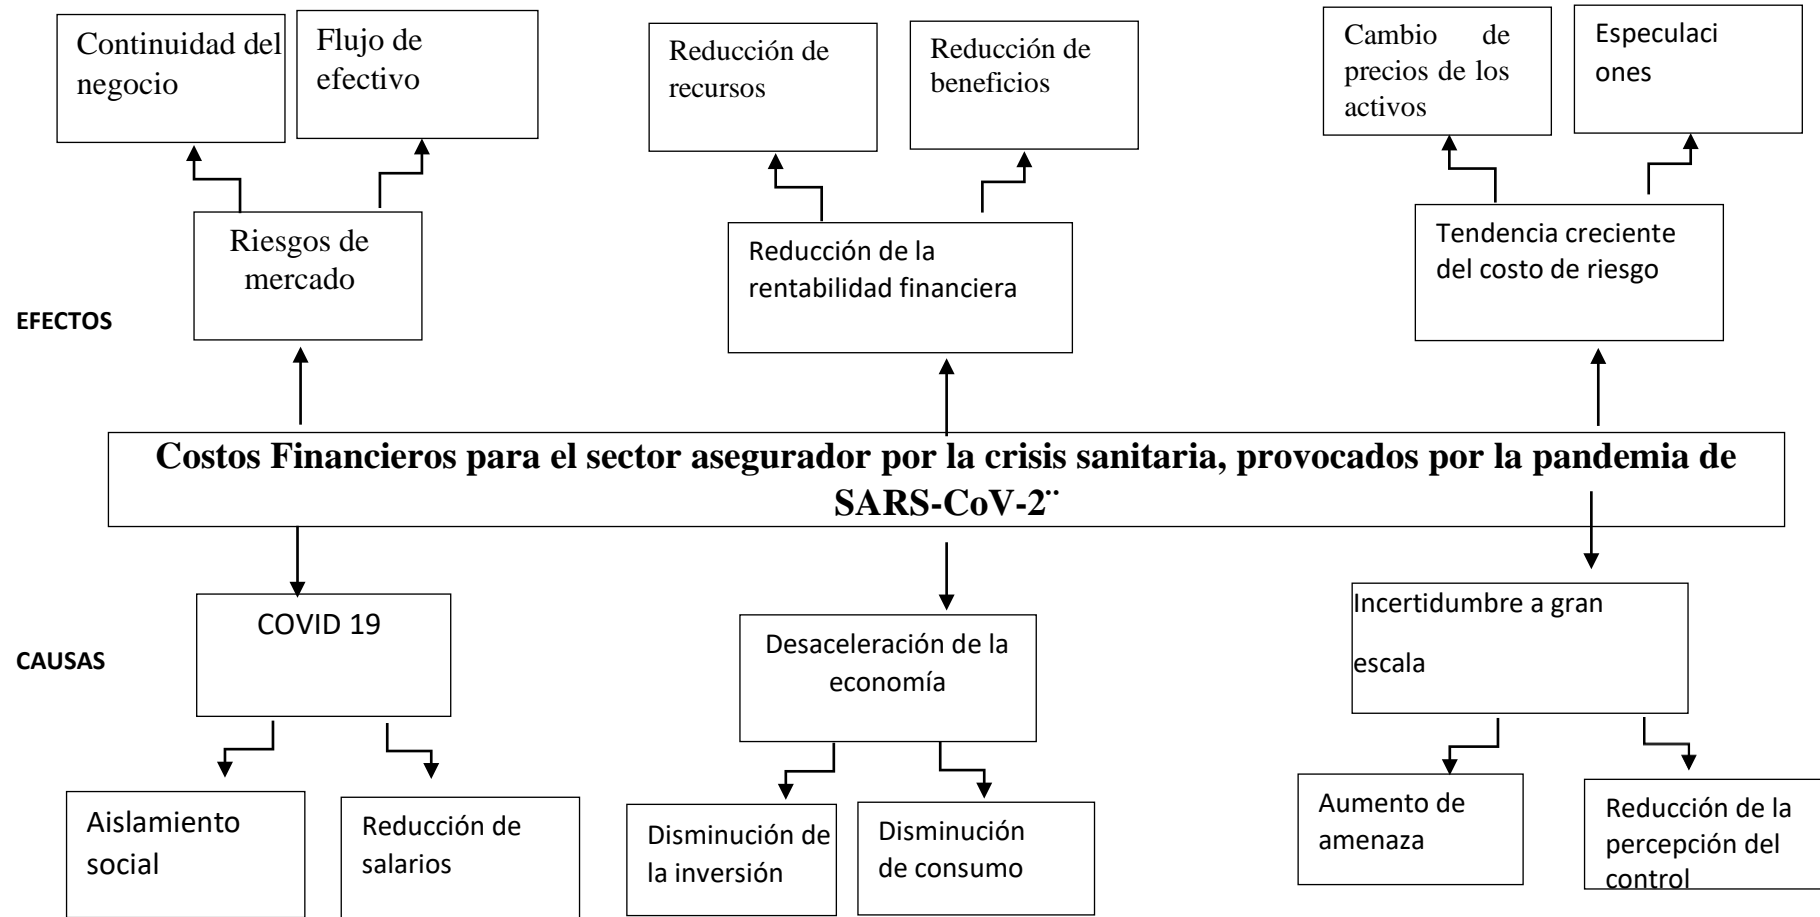 Continuidad del
negocio
Flujo de
efectivo
Reducción de
recursos
Reducción de
beneficios
Cambio de
precios de los
activos
Especulaci
ones
Riesgos de
mercado
Reducción de la
rentabilidad financiera
Tendencia creciente
del costo de riesgo
EFECTOS
Costos Financieros para el sector asegurador por la crisis sanitaria, provocados por la pandemia de
SARS-CoV-2¨
CAUSAS
COVID 19
Desaceleración de la
economía
Incertidumbre a gran
escala
Aislamiento
social
Reducción de
salarios
Disminución de
la inversión
Disminución
de consumo
Aumento de
amenaza
Reducción de la
percepción del
control